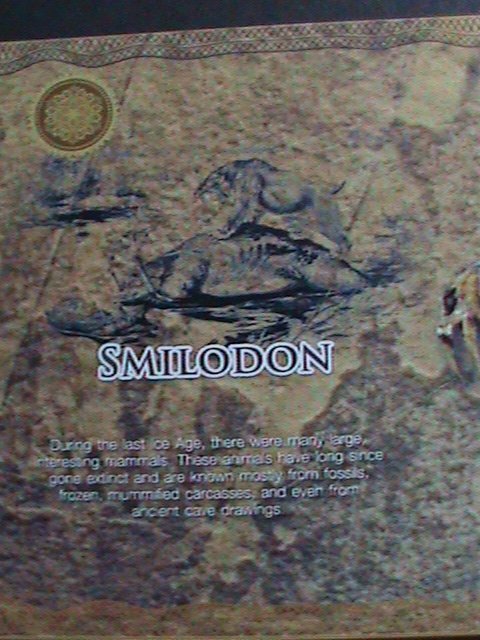 SMILODON
During the last Ice Age, there were many large,
interesting mammals. These animals have long since
gone extinct and are known mostly from fossils,
frozen, mummified carcasses, and even from
ancient cave drawings.